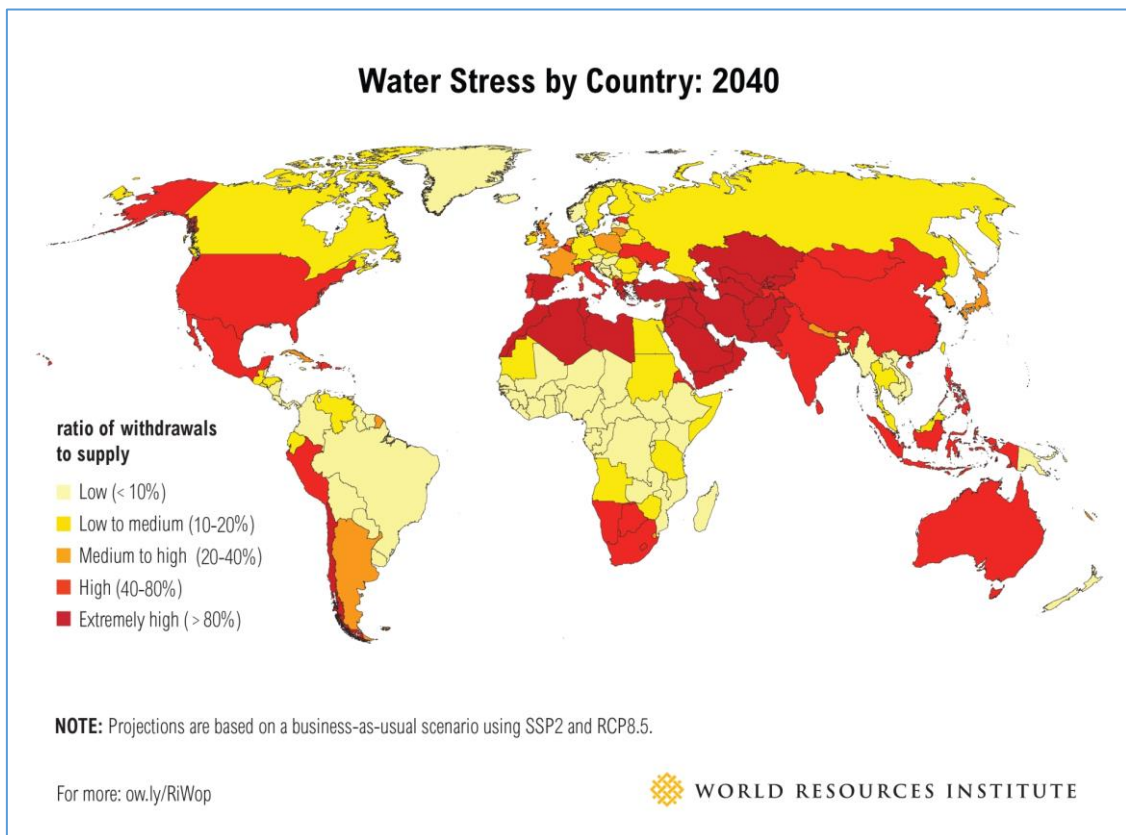 Water Stress by Country: 2040
ratio of withdrawals
to supply
Low (< 10%)
Low to medium (10-20%)
Medium to high (20-40%)
High (40-80%)
Extremely high (> 80%)
NOTE: Projections are based on a business-as-usual scenario using SSP2 and RCP8.5.
For more: ow.ly/RiWop
WORLD RESOURCES INSTITUTE